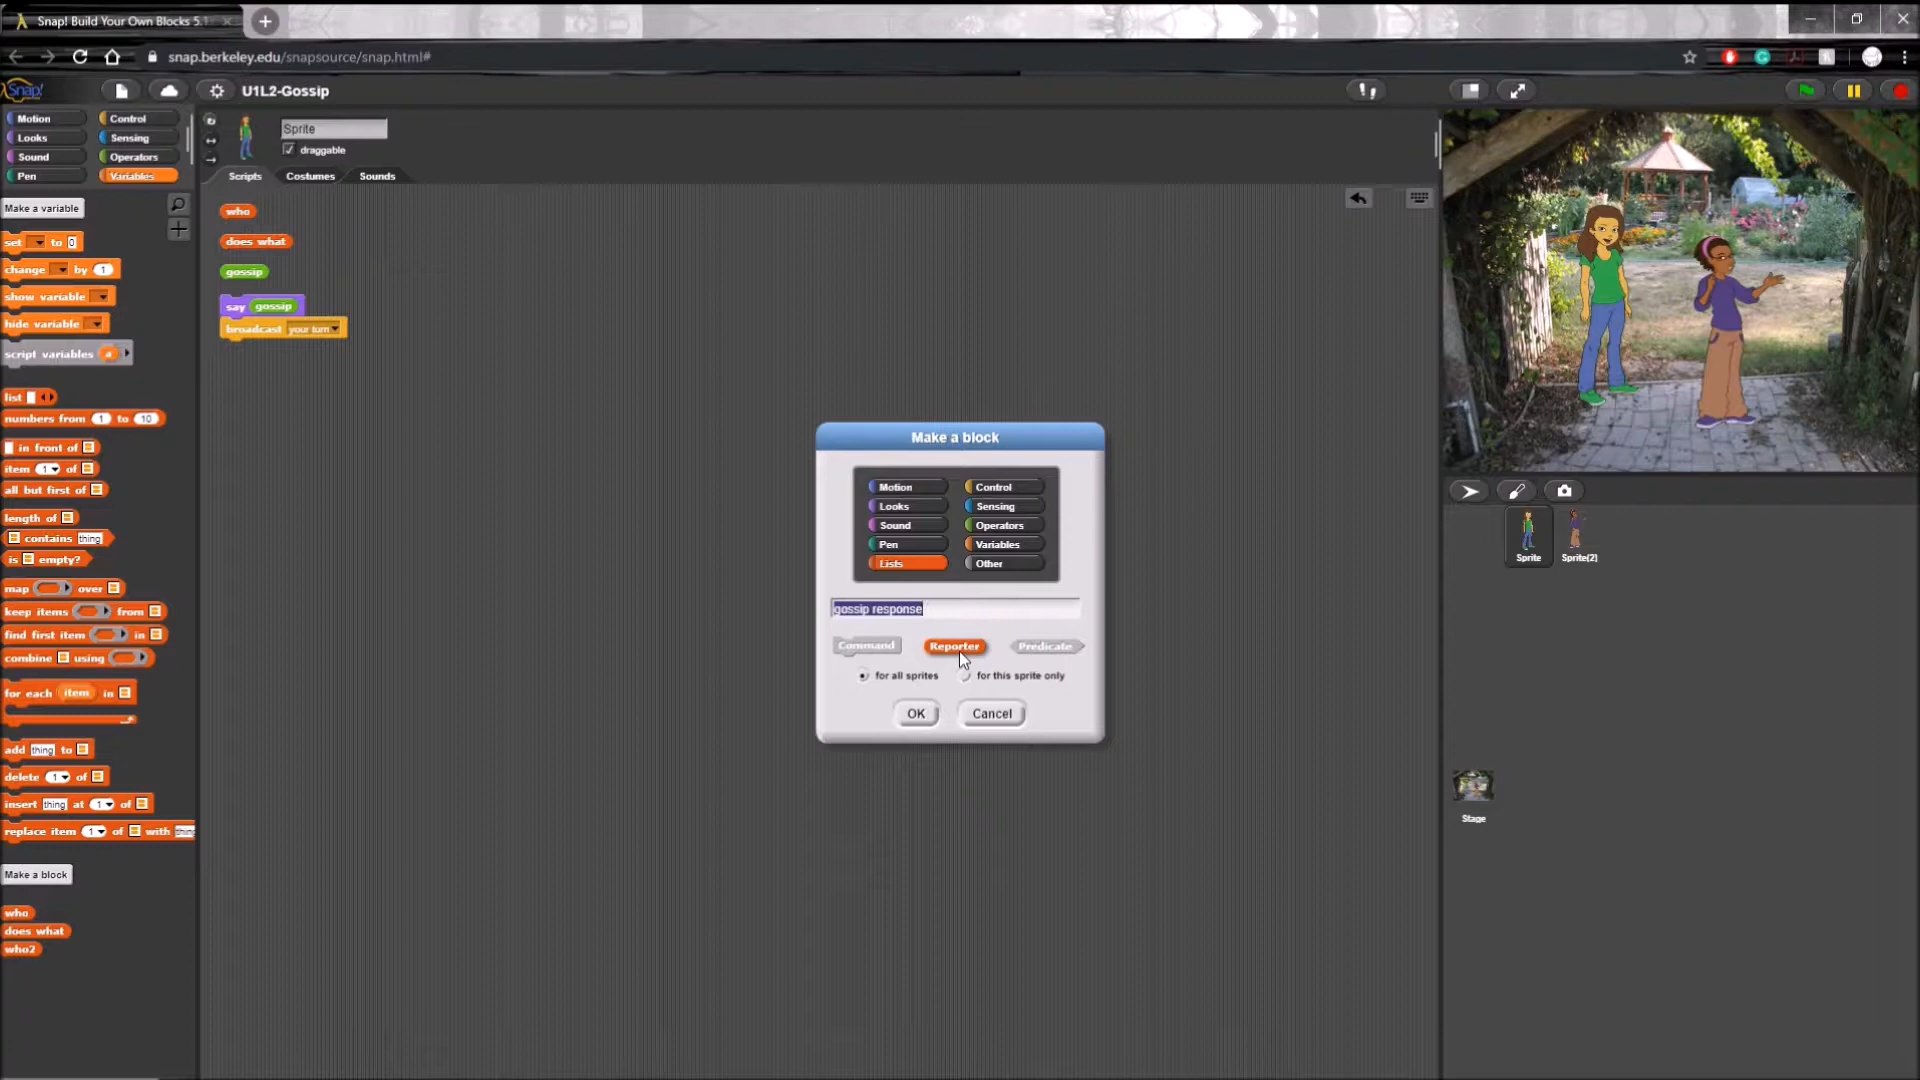 Snap! Build Your Own Blocks 5.1
snap.berkeley.edu/snapsource/snap.html#
Snap!
U1L2-Gossip
Motion
Control
Looks
Sensing
Sound
Operators
Pen
Variables
Sprite
draggable
Scripts
Costumes
Sounds
Make a variable
set to 0
change by 1
show variable
hide variable
script variables a
list
numbers from 1 to 10
in front of
item 1 of
all but first of
length of
contains thing
is empty?
map over
keep items from
find first item in
combine using
for each item in
add thing to
delete 1 of
insert thing at 1 of
replace item 1 of with thing
Make a block
who
does what
who2
who
does what
gossip
say gossip
broadcast your turn
Make a block
Motion
Control
Looks
Sensing
Sound
Operators
Pen
Variables
Lists
Other
gossip response
Command
Reporter
Predicate
for all sprites
for this sprite only
OK
Cancel
Sprite
Sprite(2)
Stage